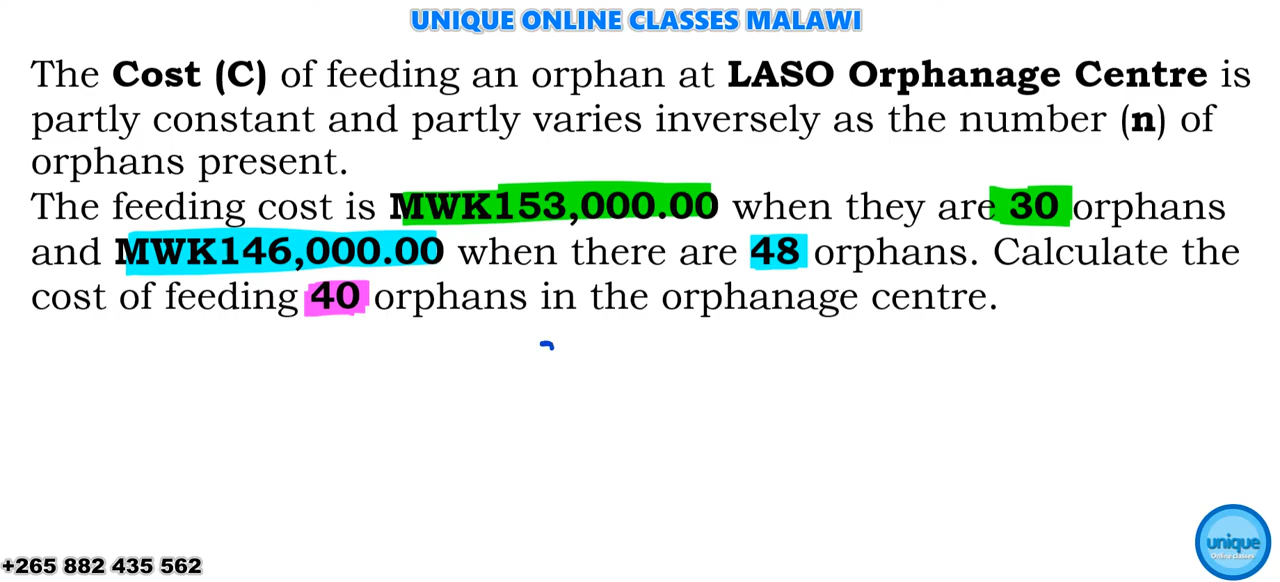 UNIQUE ONLINE CLASSES MALAWI
The Cost (C) of feeding an orphan at LASO Orphanage Centre is
partly constant and partly varies inversely as the number (n) of
orphans present.
The feeding cost is MWK153,000.00 when they are 30 orphans
and MWK146,000.00 when there are 48 orphans. Calculate the
cost of feeding 40 orphans in the orphanage centre.
unique
Online classes
+265 882 435 562